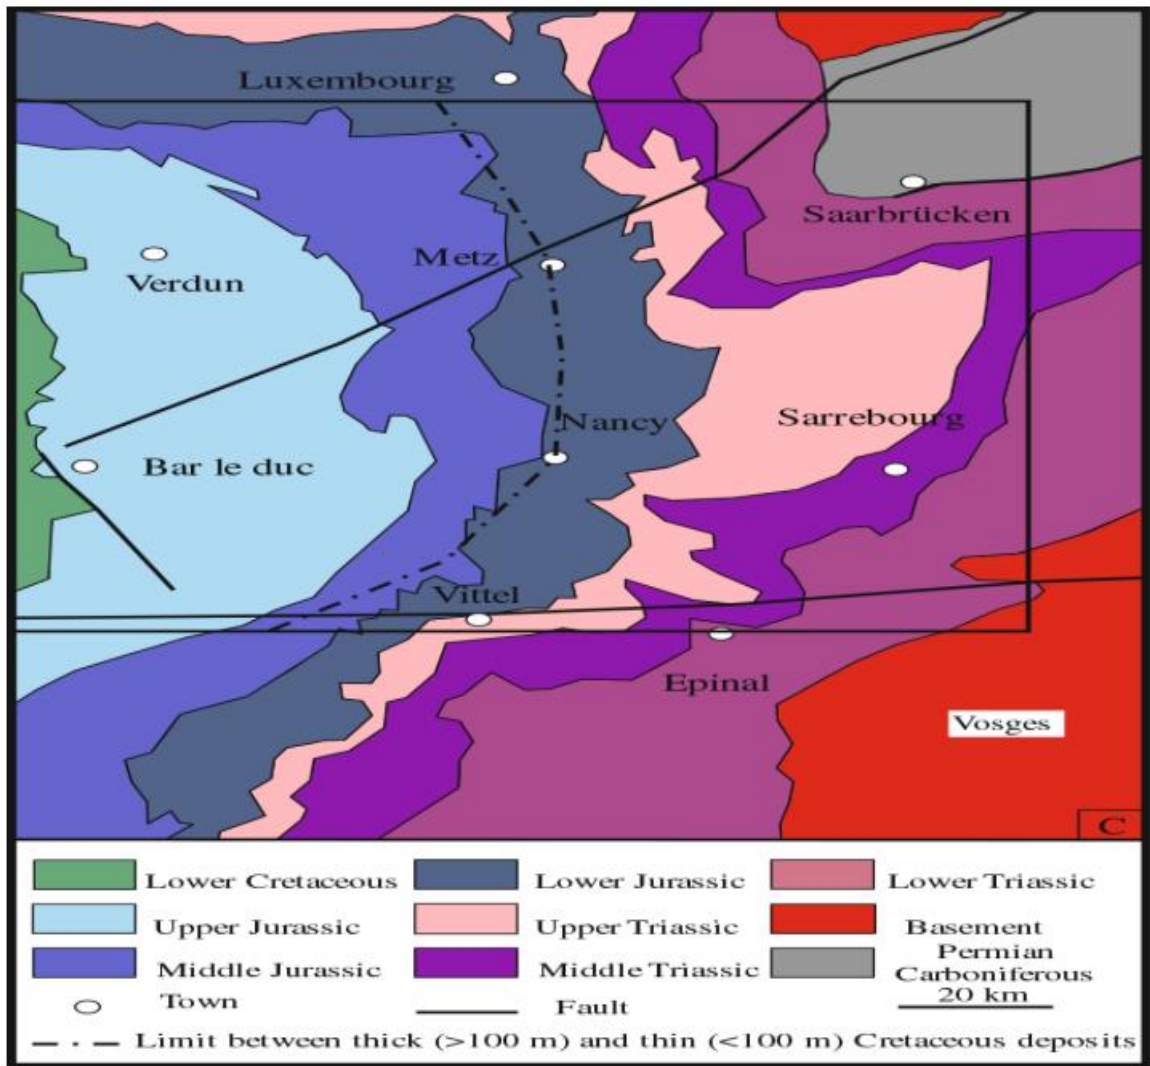 Luxembourg
Saarbrücken
Metz
Verdun
Nancy
Sarrebourg
Bar le duc
Vittel
Epinal
Vosges
C
Lower Cretaceous
Lower Jurassic
Lower Triassic
Upper Jurassic
Upper Triassic
Basement
Middle Jurassic
Middle Triassic
Permian
Carboniferous
Town
Fault
20 km
Limit between thick (>100 m) and thin (<100 m) Cretaceous deposits